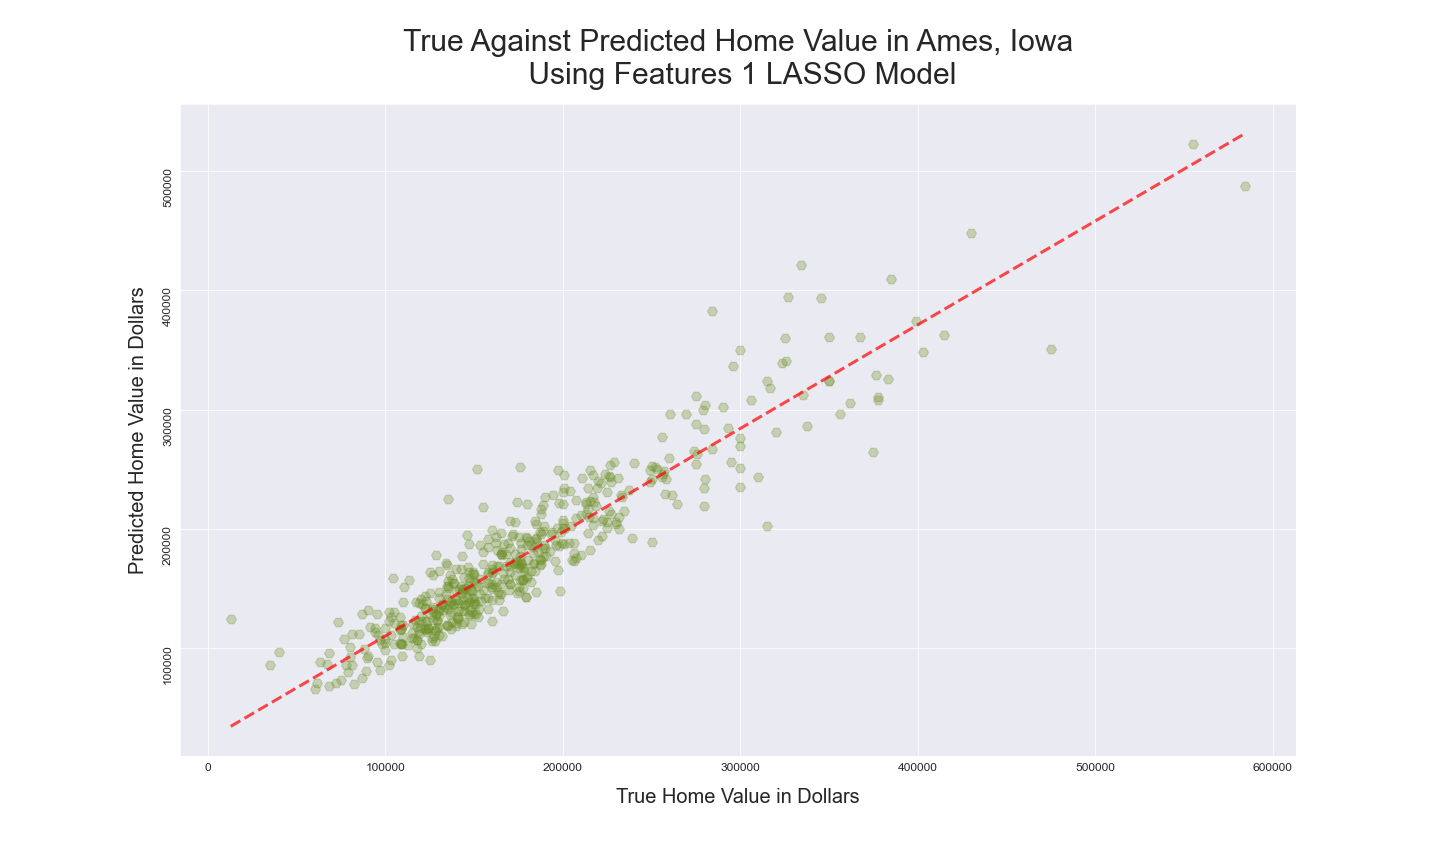 True Against Predicted Home Value in Ames, Iowa
Using Features 1 LASSO Model
Predicted Home Value in Dollars
500000
400000
300000
200000
100000
0 100000 200000 300000 400000 500000 600000
True Home Value in Dollars